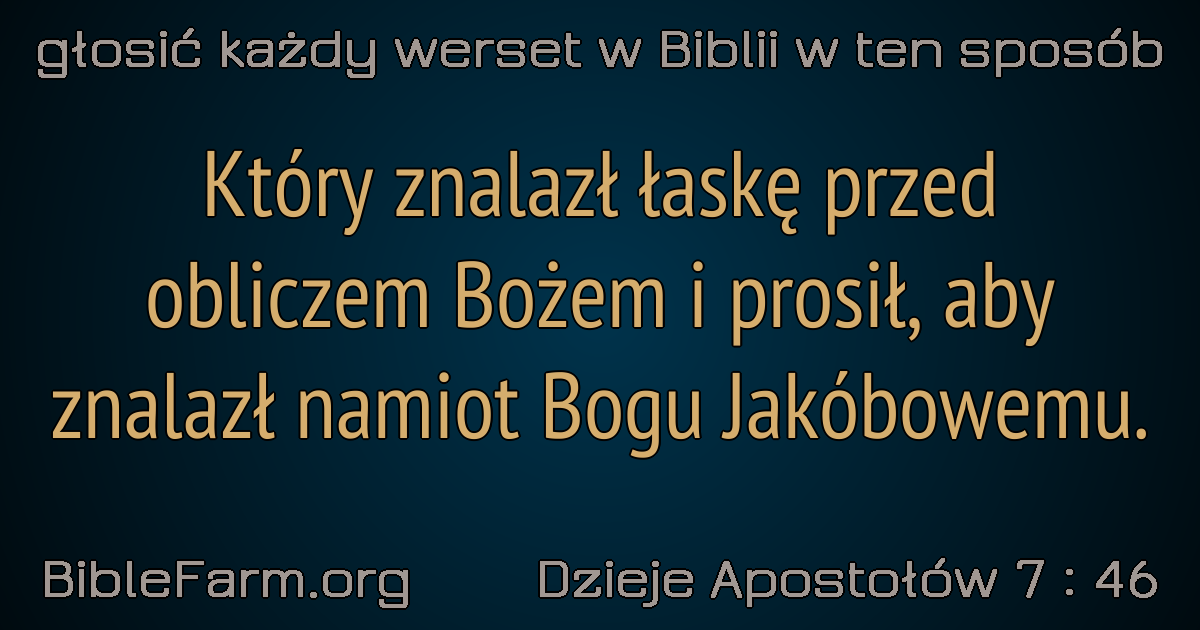 głosić każdy werset w Biblii w ten sposób
Który znalazł łaskę przed
obliczem Bożem i prosił, aby
znalazł namiot Bogu Jakóbowemu.
BibleFarm.org
Dzieje Apostołów 7 : 46